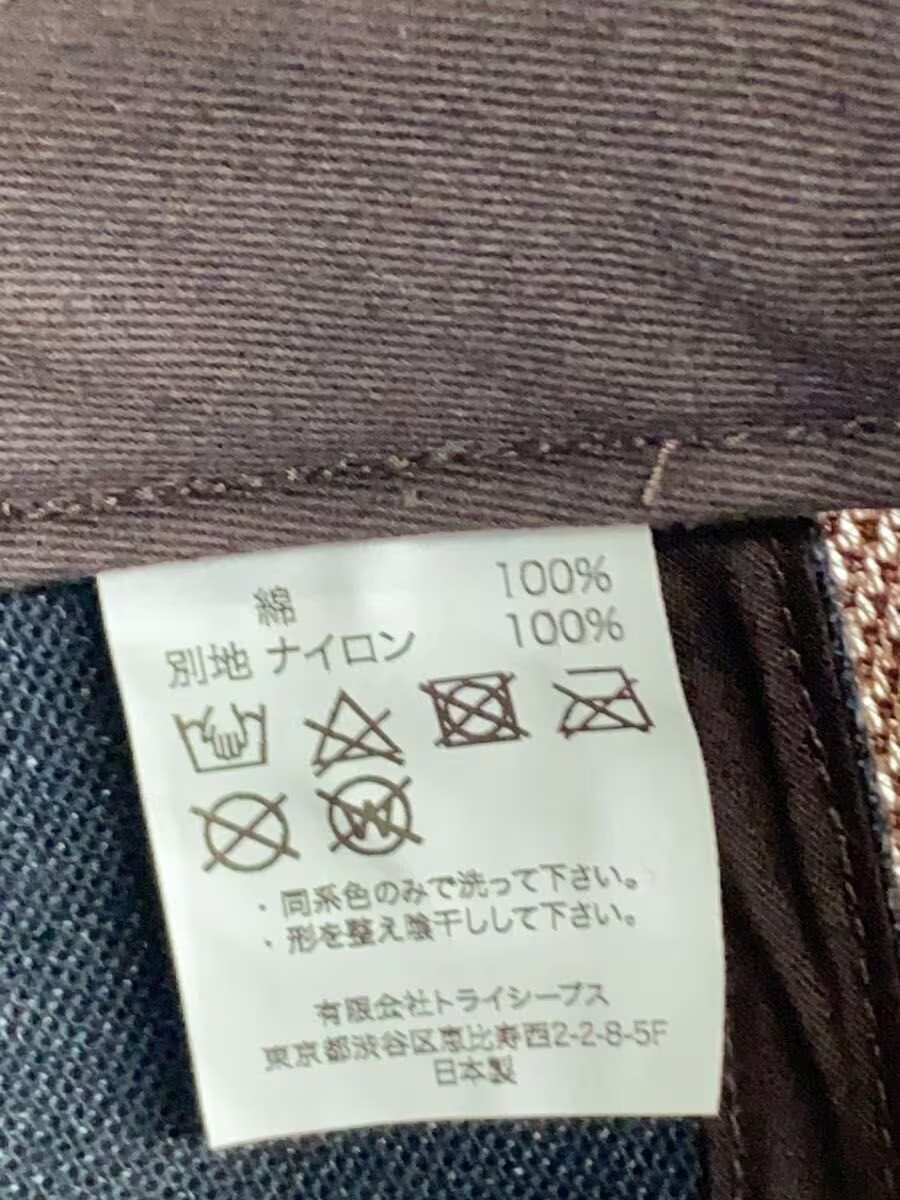 綿 100%
別地 ナイロン 100%
・同系色のみで洗って下さい。
・形を整え陰干しして下さい。
有限会社トライシープス
東京都渋谷区恵比寿西2-2-8-5F
日本製